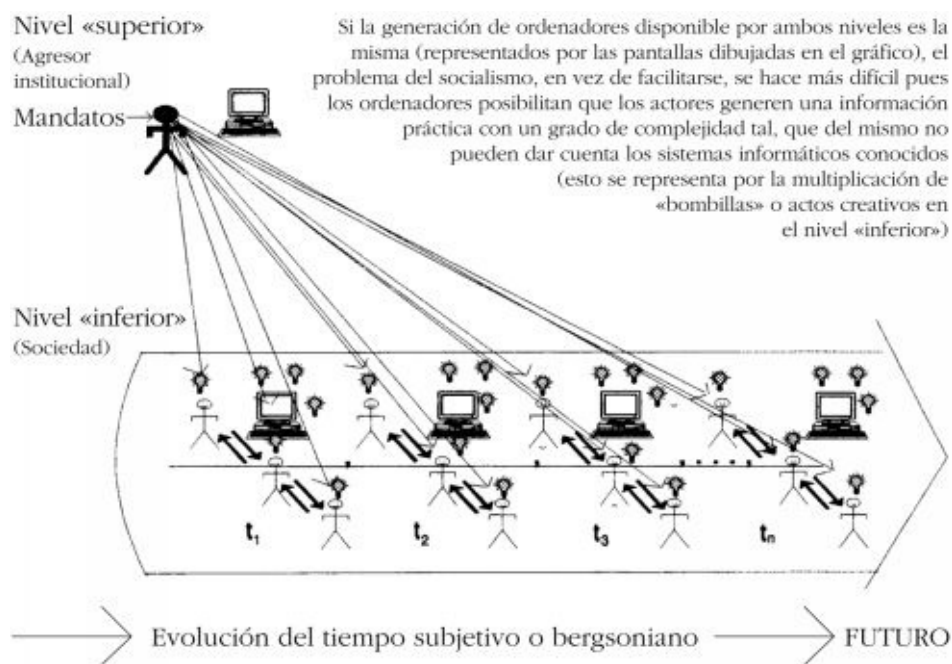 Nivel «superior»
(Agresor
institucional)
Mandatos
Si la generación de ordenadores disponible por ambos niveles es la
misma (representados por las pantallas dibujadas en el gráfico), el
problema del socialismo, en vez de facilitarse, se hace más difícil pues
los ordenadores posibilitan que los actores generen una información
práctica con un grado de complejidad tal, que del mismo no
pueden dar cuenta los sistemas informáticos conocidos
(esto se representa por la multiplicación de
«bombillas» o actos creativos en
el nivel «inferior»)
Nivel «inferior»
(Sociedad)
t₁ t₂ t₃ tₙ
Evolución del tiempo subjetivo o bergsoniano FUTURO